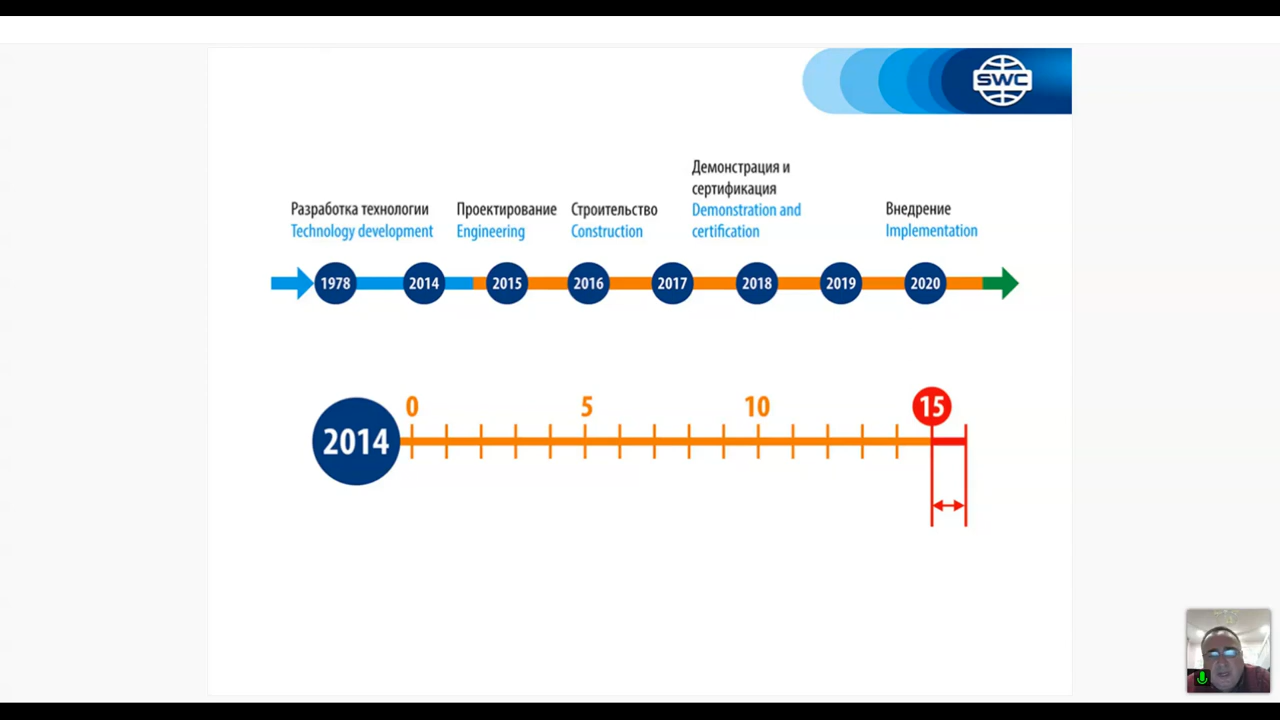 SWC
Демонстрация и
сертификация
Demonstration and
certification
Разработка технологии
Technology development
Проектирование
Engineering
Строительство
Construction
Внедрение
Implementation
1978 2014 2015 2016 2017 2018 2019 2020
0 5 10 15
2014